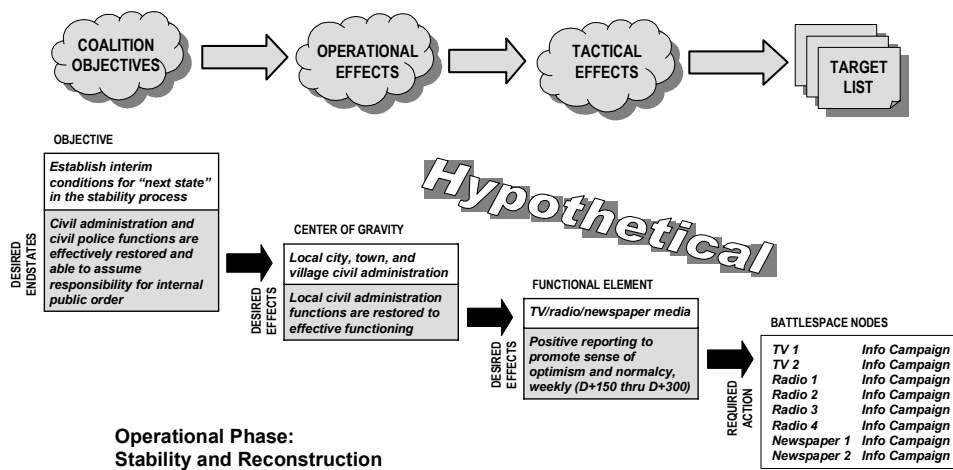 COALITION
OBJECTIVES
OPERATIONAL
EFFECTS
TACTICAL
EFFECTS
TARGET
LIST
OBJECTIVE
Establish interim
conditions for “next state”
in the stability process
DESIRED
ENDSTATES
Civil administration and
civil police functions are
effectively restored and
able to assume
responsibility for internal
public order
Hypothetical
CENTER OF GRAVITY
Local city, town, and
village civil administration
DESIRED
EFFECTS
Local civil administration
functions are restored to
effective functioning
FUNCTIONAL ELEMENT
TV/radio/newspaper media
DESIRED
EFFECTS
Positive reporting to
promote sense of
optimism and normalcy,
weekly (D+150 thru D+300)
BATTLESPACE NODES
REQUIRED
ACTION
TV 1 Info Campaign
TV 2 Info Campaign
Radio 1 Info Campaign
Radio 2 Info Campaign
Radio 3 Info Campaign
Radio 4 Info Campaign
Newspaper 1 Info Campaign
Newspaper 2 Info Campaign
Operational Phase:
Stability and Reconstruction